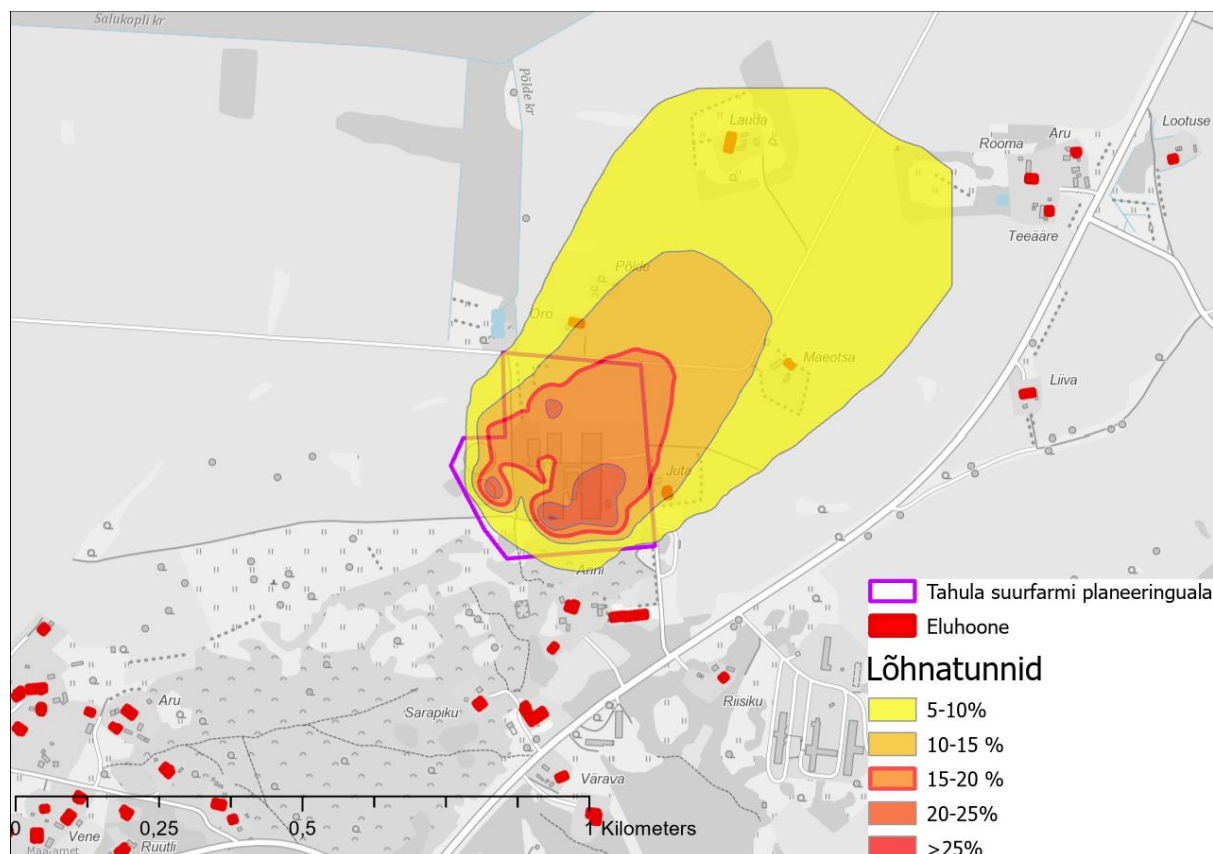 Salukopli kr
Põlde kr
Lauda
Rooma
Aru
Lootuse
Teeääre
Põlde
Oro
Maeotsa
Liiva
Juta
Anni
Tahula suurfarmi planeeringuala
Eluhoone
Lõhnatunnid
5-10%
10-15 %
15-20 %
20-25%
>25%
Aru
Sarapiku
Riisiku
Värava
0
0,25
0,5
1 Kilometers
Vene
Ruutli
Maa-amet